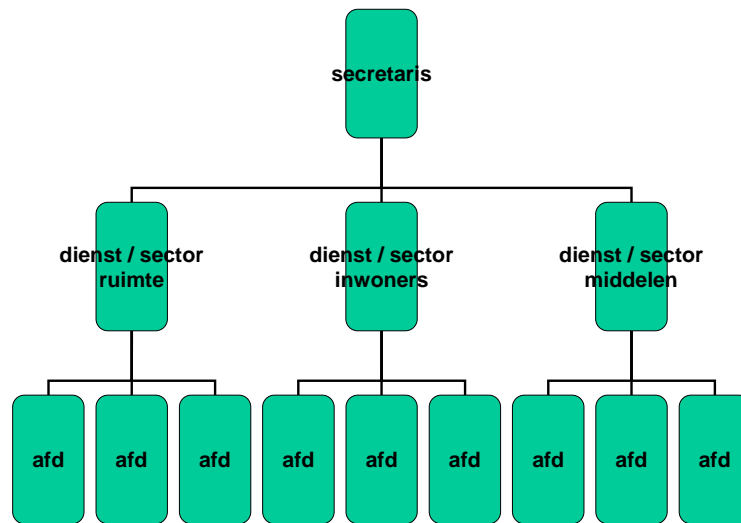 secretaris
dienst / sector
ruimte
dienst / sector
inwoners
dienst / sector
middelen
afd
afd
afd
afd
afd
afd
afd
afd
afd